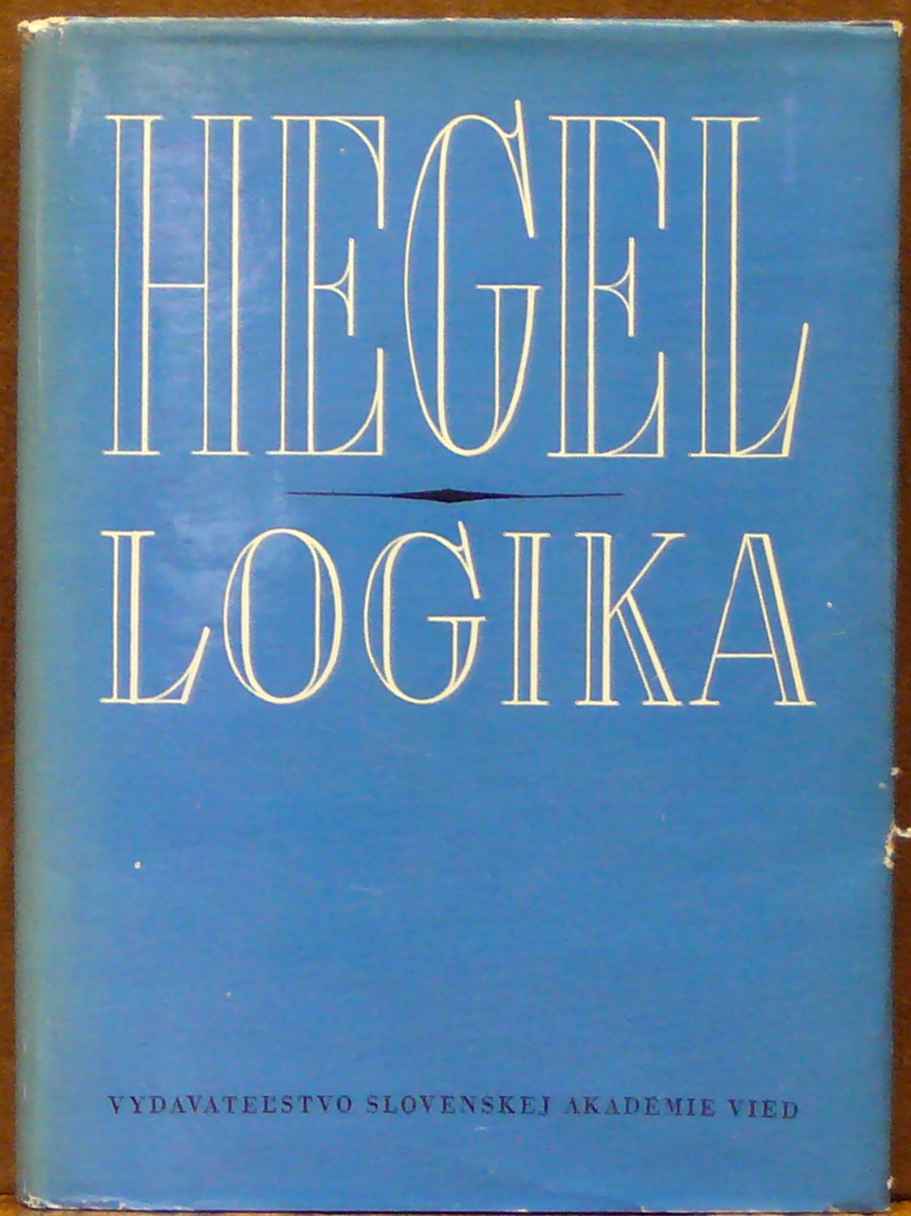 HEGEL
LOGIKA
VYDAVATEĽSTVO SLOVENSKEJ AKADÉMIE VIED